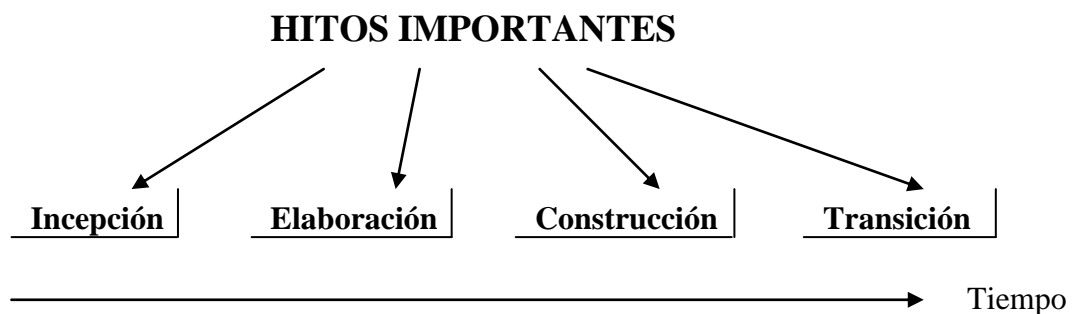 HITOS IMPORTANTES
Incepción Elaboración Construcción Transición
Tiempo